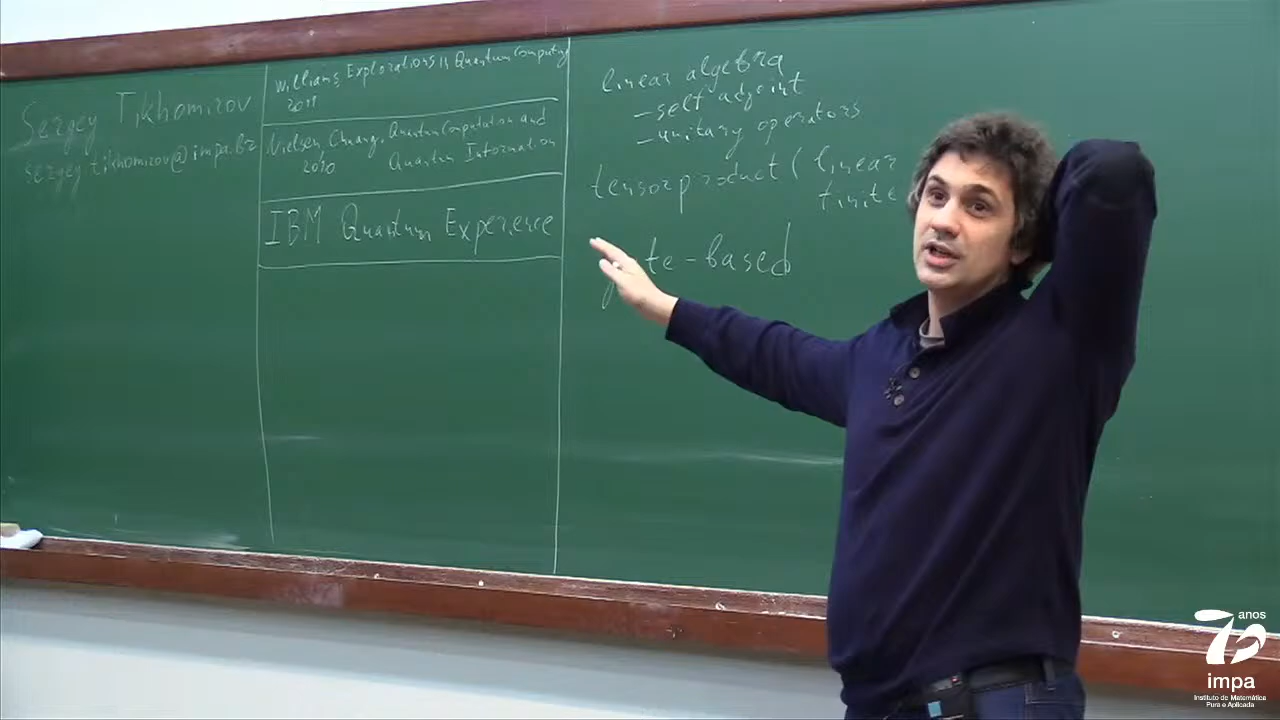 Sergey Tikhomirov
sergey.tikhomirov@impa.br
Williams, Explorations in Quantum Computing
2011
Nielsen, Chuang, Quantum Computation and
2010 Quantum Information
IBM Quantum Experience
linear algebra
- self adjoint
- unitary operators
tensor product (linear
finite
te-based
anos
impa
Instituto de Matemática
Pura e Aplicada